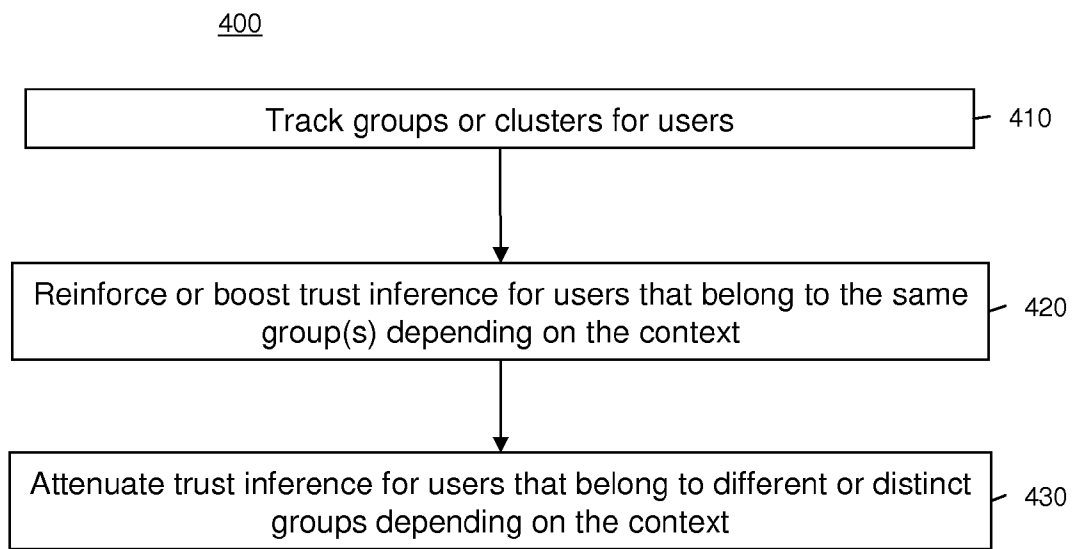 400
Track groups or clusters for users
410
Reinforce or boost trust inference for users that belong to the same
group(s) depending on the context
420
Attenuate trust inference for users that belong to different or distinct
groups depending on the context
430